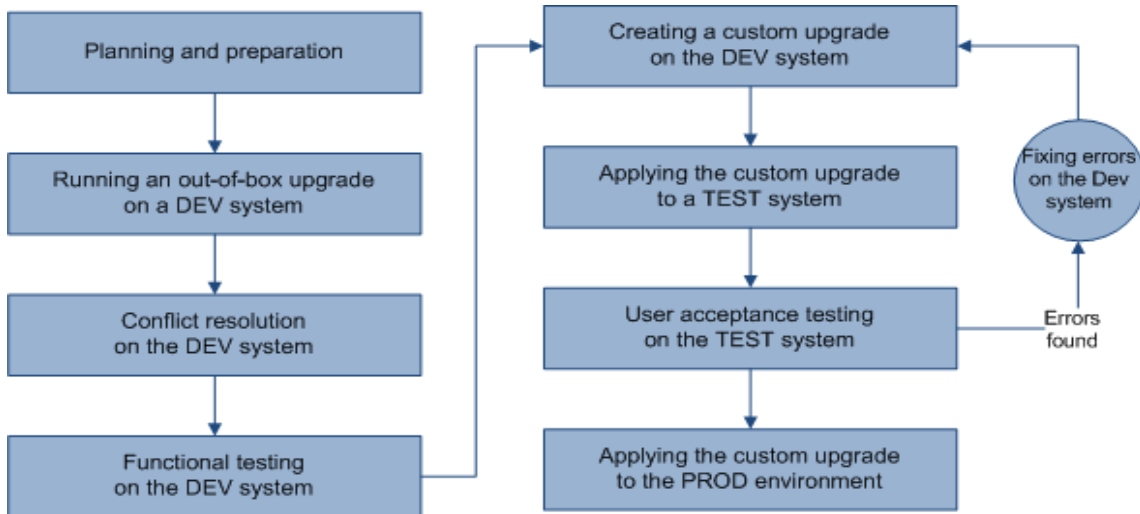 Planning and preparation
Running an out-of-box upgrade
on a DEV system
Conflict resolution
on the DEV system
Functional testing
on the DEV system
Creating a custom upgrade
on the DEV system
Applying the custom upgrade
to a TEST system
User acceptance testing
on the TEST system
Applying the custom upgrade
to the PROD environment
Errors
found
Fixing errors
on the Dev
system